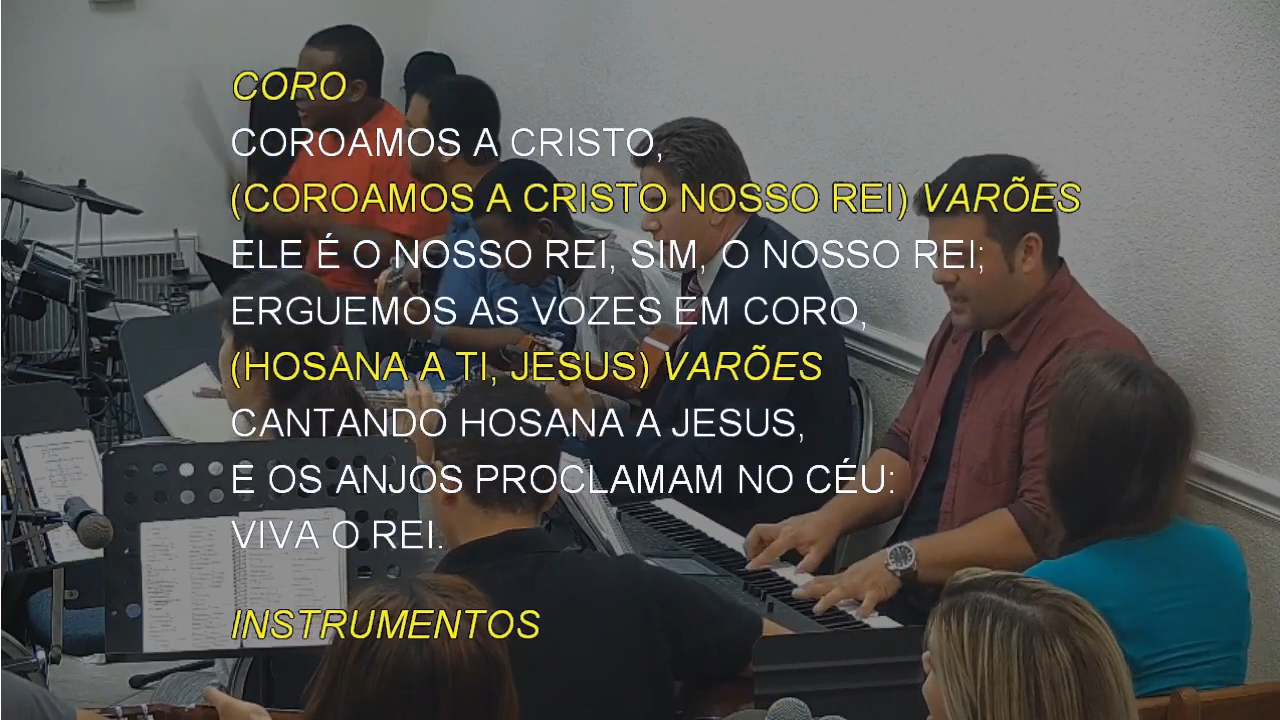 CORO
COROAMOS A CRISTO,
(COROAMOS A CRISTO NOSSO REI) VARÕES
ELE É O NOSSO REI, SIM, O NOSSO REI;
ERGUEMOS AS VOZES EM CORO,
(HOSANA A TI, JESUS) VARÕES
CANTANDO HOSANA A JESUS,
E OS ANJOS PROCLAMAM NO CÉU:
VIVA O REI.
INSTRUMENTOS